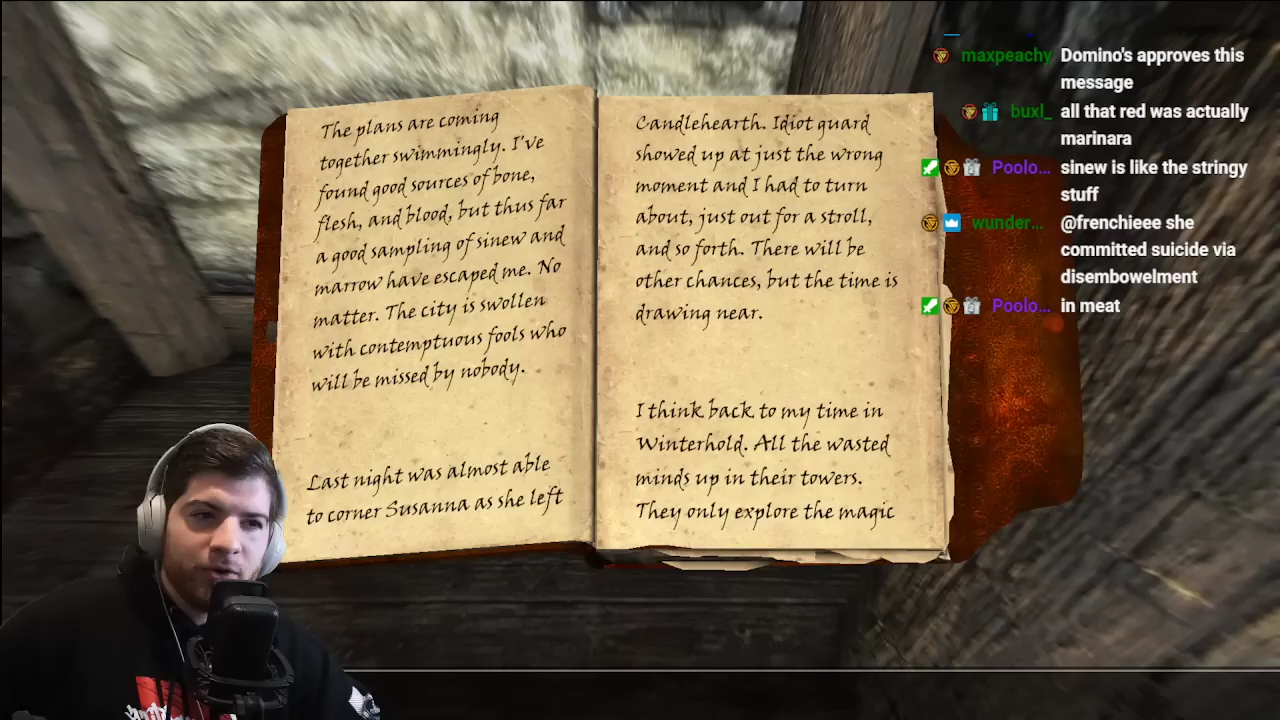 The plans are coming
together swimmingly. I've
found good sources of bone,
flesh, and blood, but thus far
a good sampling of sinew and
marrow have escaped me. No
matter. The city is swollen
with contemptuous fools who
will be missed by nobody.
Last night was almost able
to corner Susanna as she left
Candlehearth. Idiot guard
showed up at just the wrong
moment and I had to turn
about, just out for a stroll,
and so forth. There will be
other chances, but the time is
drawing near.
I think back to my time in
Winterhold. All the wasted
minds up in their towers.
They only explore the magic
maxpeachy Domino's approves this
message
buxl_ all that red was actually
marinara
Poolo... sinew is like the stringy
stuff
wunder... @frenchieee she
committed suicide via
disembowelment
Poolo... in meat